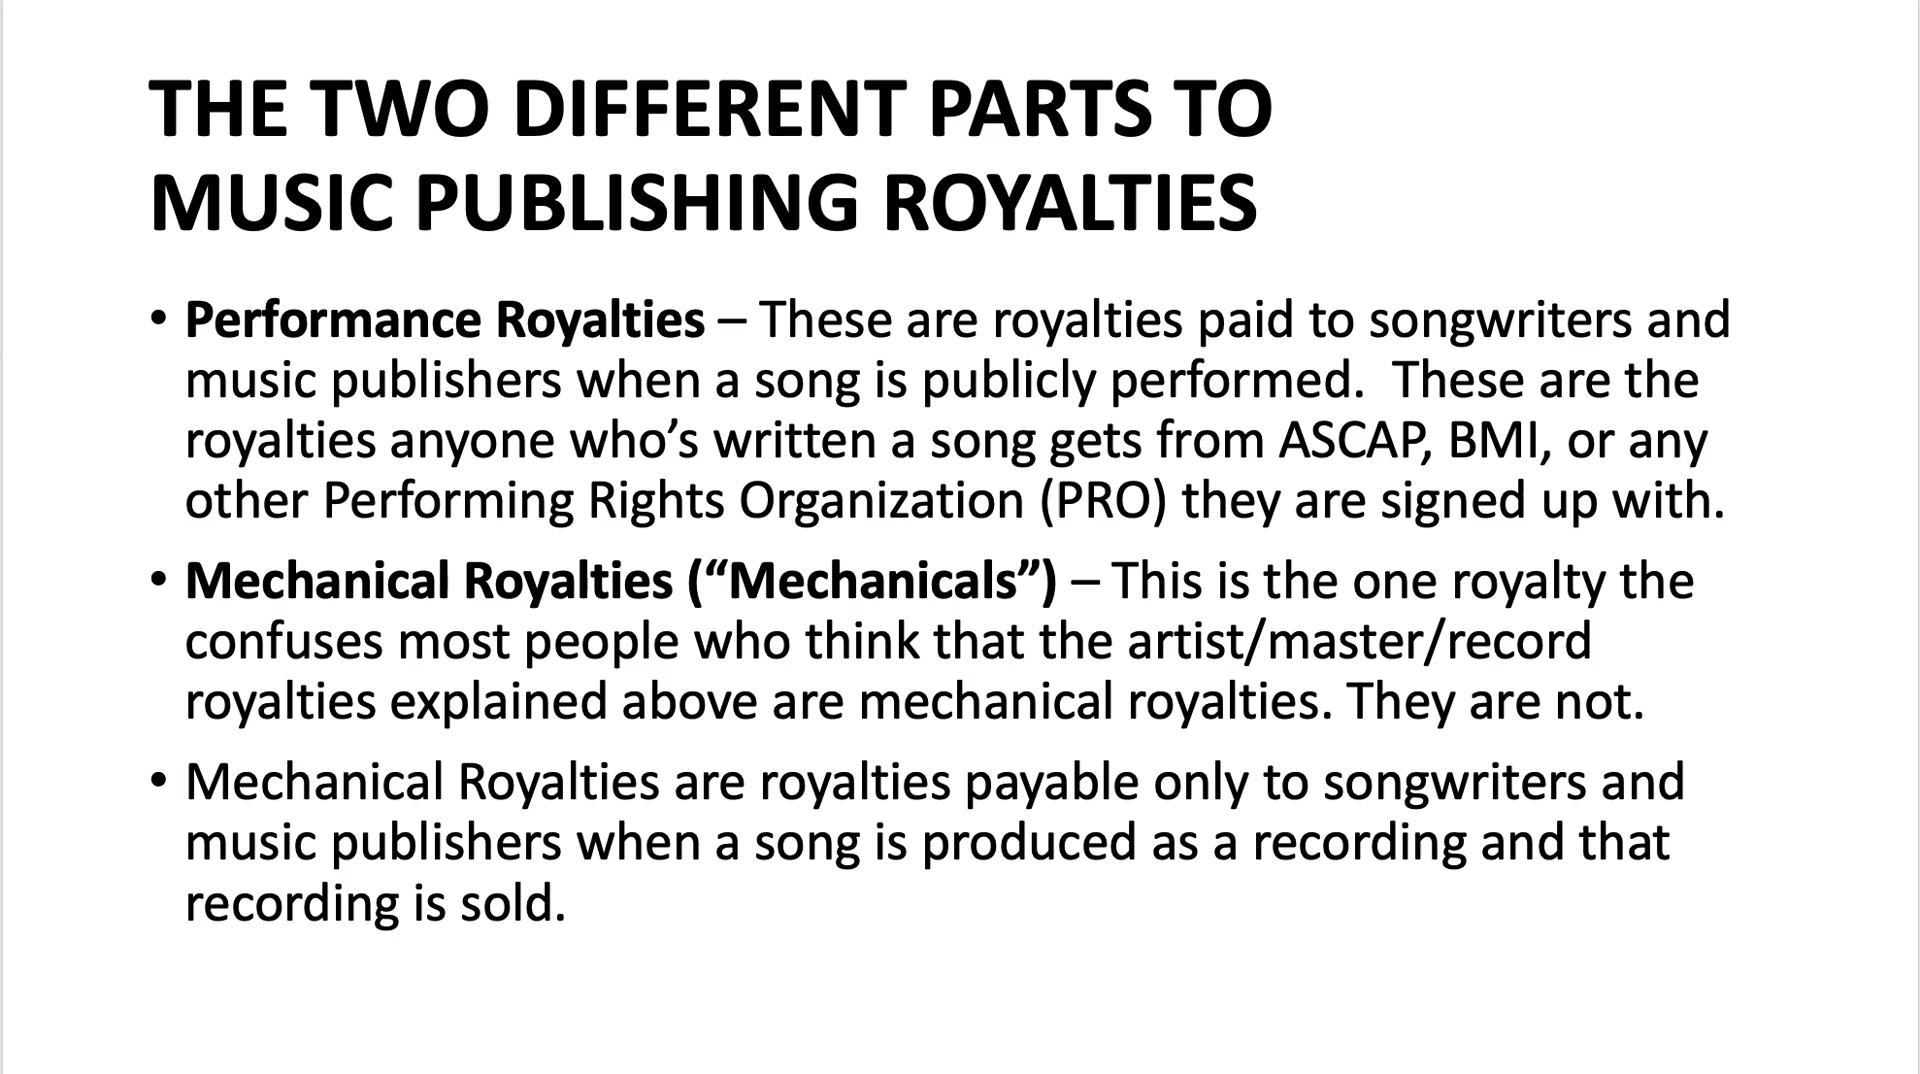 THE TWO DIFFERENT PARTS TO
MUSIC PUBLISHING ROYALTIES
• Performance Royalties – These are royalties paid to songwriters and
music publishers when a song is publicly performed.  These are the
royalties anyone who’s written a song gets from ASCAP, BMI, or any
other Performing Rights Organization (PRO) they are signed up with.
• Mechanical Royalties (“Mechanicals”) – This is the one royalty the
confuses most people who think that the artist/master/record
royalties explained above are mechanical royalties. They are not.
• Mechanical Royalties are royalties payable only to songwriters and
music publishers when a song is produced as a recording and that
recording is sold.